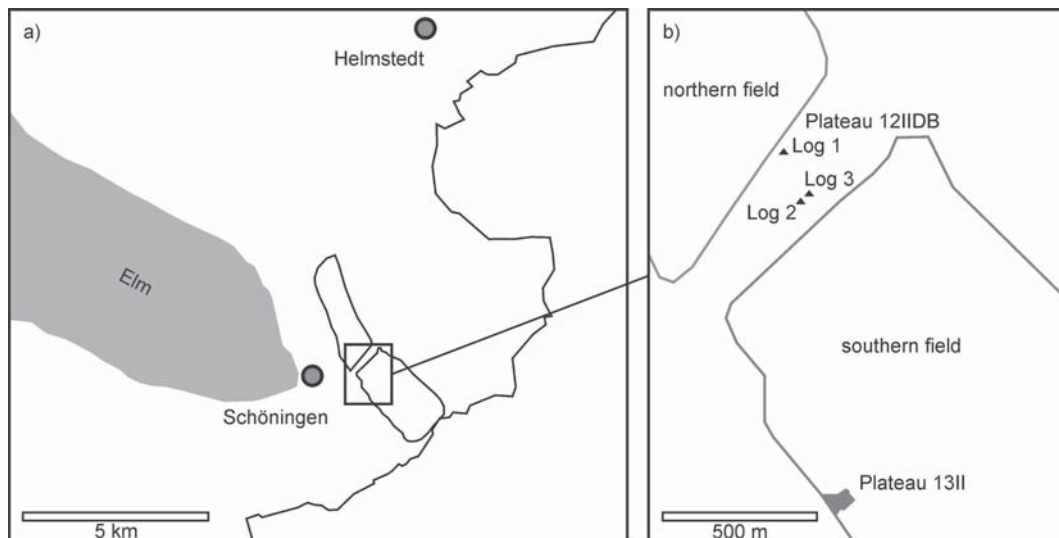 a)
Helmstedt
Elm
Schöningen
5 km
b)
northern field
Plateau 12IIDB
Log 1
Log 3
Log 2
southern field
Plateau 13II
500 m